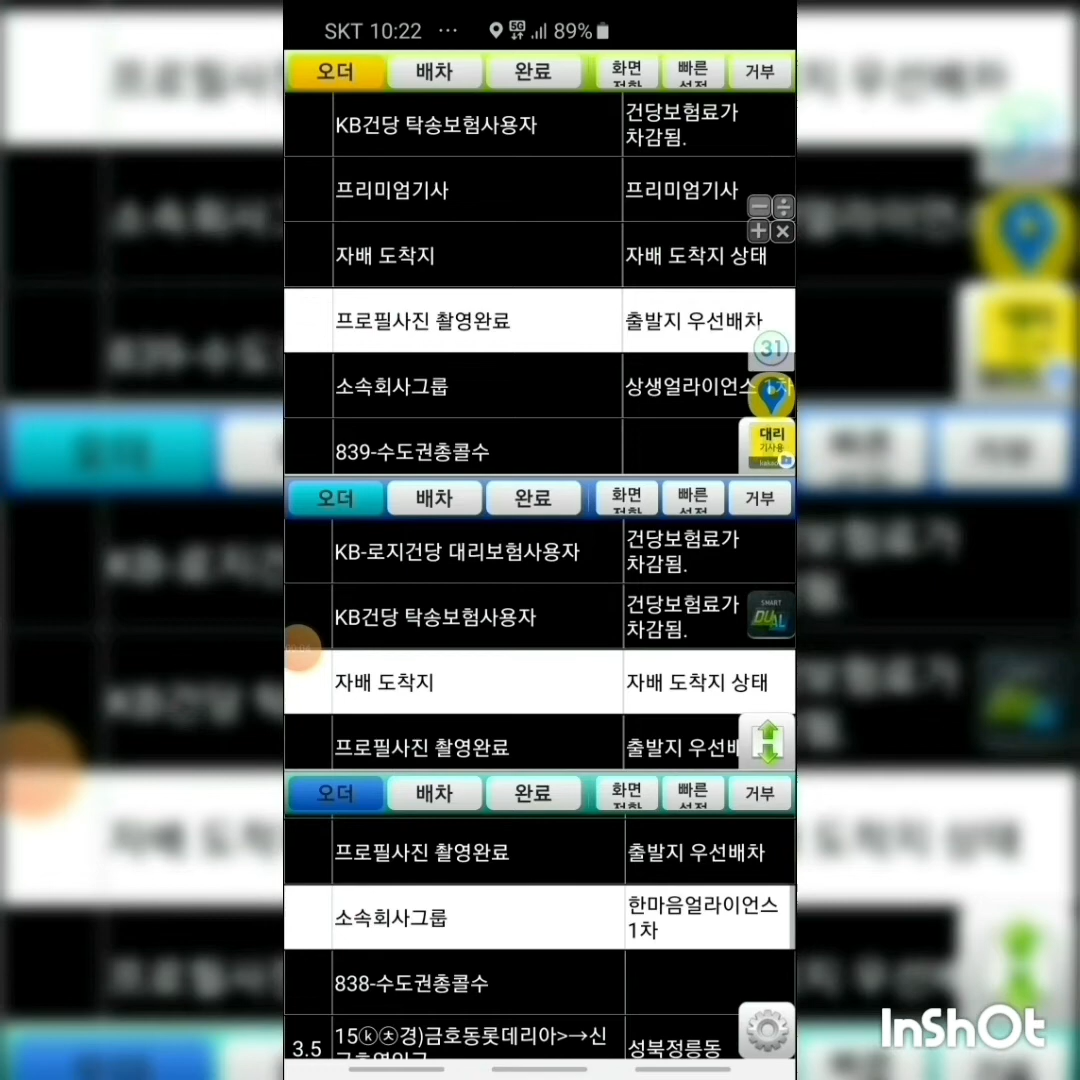 SKT 10:22 ··· 5G 89%
오더 배차 완료 화면 빠른 거부
KB건당 탁송보험사용자 건당보험료가
차감됨.
프리미엄기사 프리미엄기사
자배 도착지 자배 도착지 상태
프로필사진 촬영완료 출발지 우선배차
31
소속회사그룹 상생얼라이언스 1차
대리
기사용
839-수도권총콜수
오더 배차 완료 화면 빠른 거부
KB-로지건당 대리보험사용자 건당보험료가
차감됨.
KB건당 탁송보험사용자 건당보험료가
차감됨.
SMART
DUAL
자배 도착지 자배 도착지 상태
프로필사진 촬영완료 출발지 우선
오더 배차 완료 화면 빠른 거부
프로필사진 촬영완료 출발지 우선배차
소속회사그룹 한마음얼라이언스
1차
838-수도권총콜수
3.5 15ⓚ㊛경)금호동롯데리아>→신 성북정릉동
InShOt